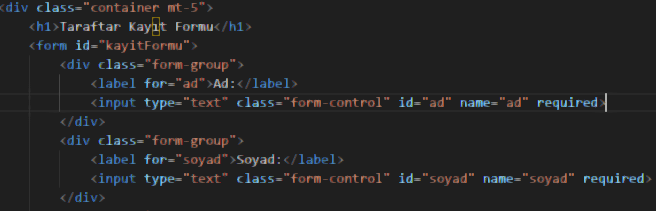 <div class="container mt-5">
<h1>Taraftar Kayıt Formu</h1>
<form id="kayitFormu">
<div class="form-group">
<label for="ad">Ad:</label>
<input type="text" class="form-control" id="ad" name="ad" required>
</div>
<div class="form-group">
<label for="soyad">Soyad:</label>
<input type="text" class="form-control" id="soyad" name="soyad" required>
</div>